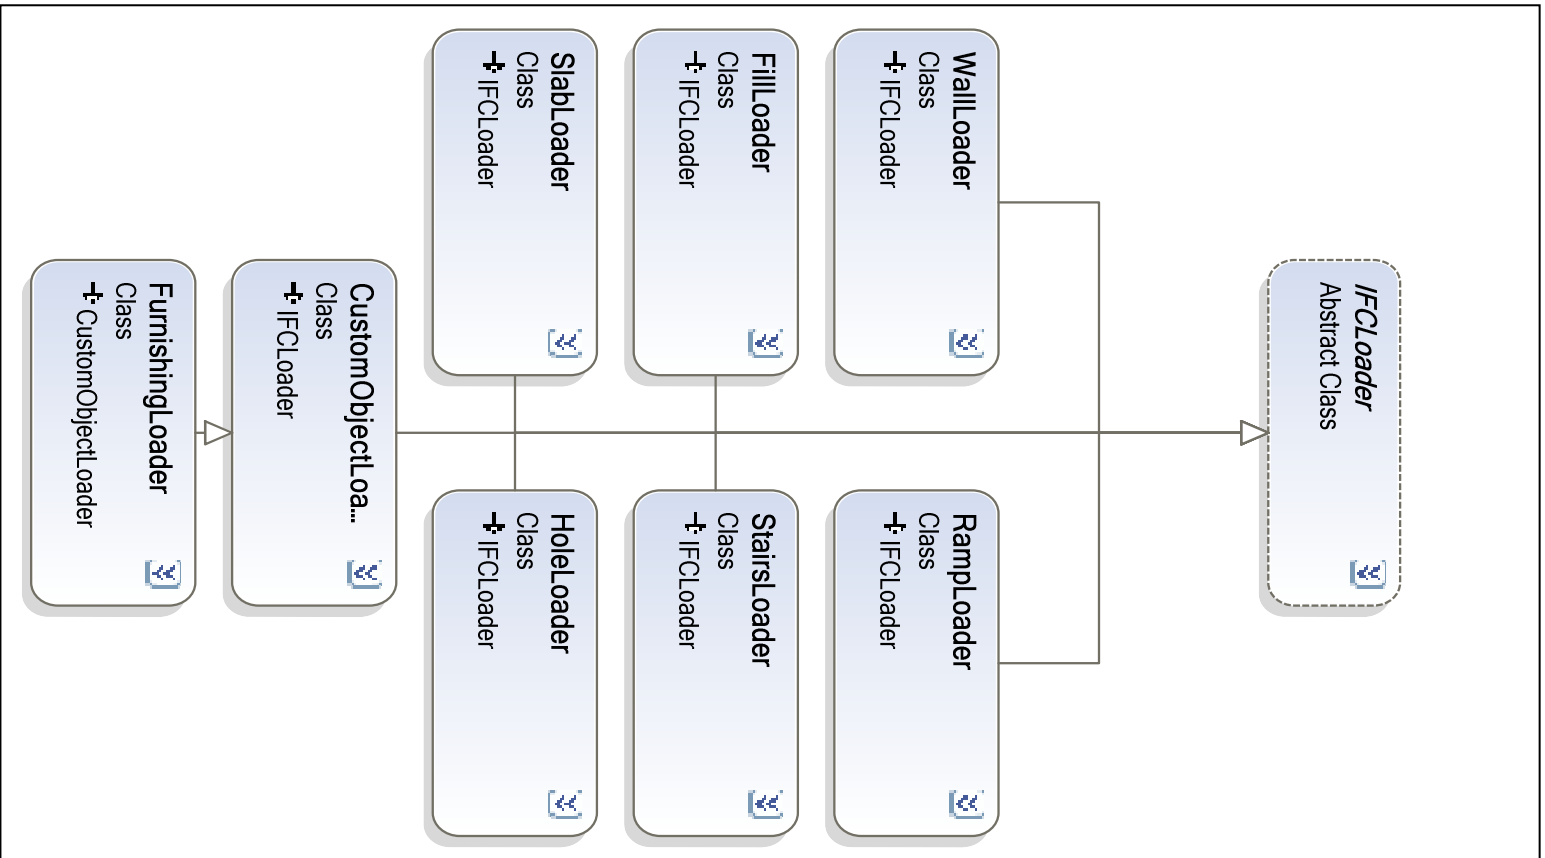 IFCLoader
Abstract Class
WallLoader
Class
IFCLoader
RampLoader
Class
IFCLoader
FillLoader
Class
IFCLoader
StairsLoader
Class
IFCLoader
SlabLoader
Class
IFCLoader
HoleLoader
Class
IFCLoader
CustomObjectLoa...
Class
IFCLoader
FurnishingLoader
Class
CustomObjectLoader